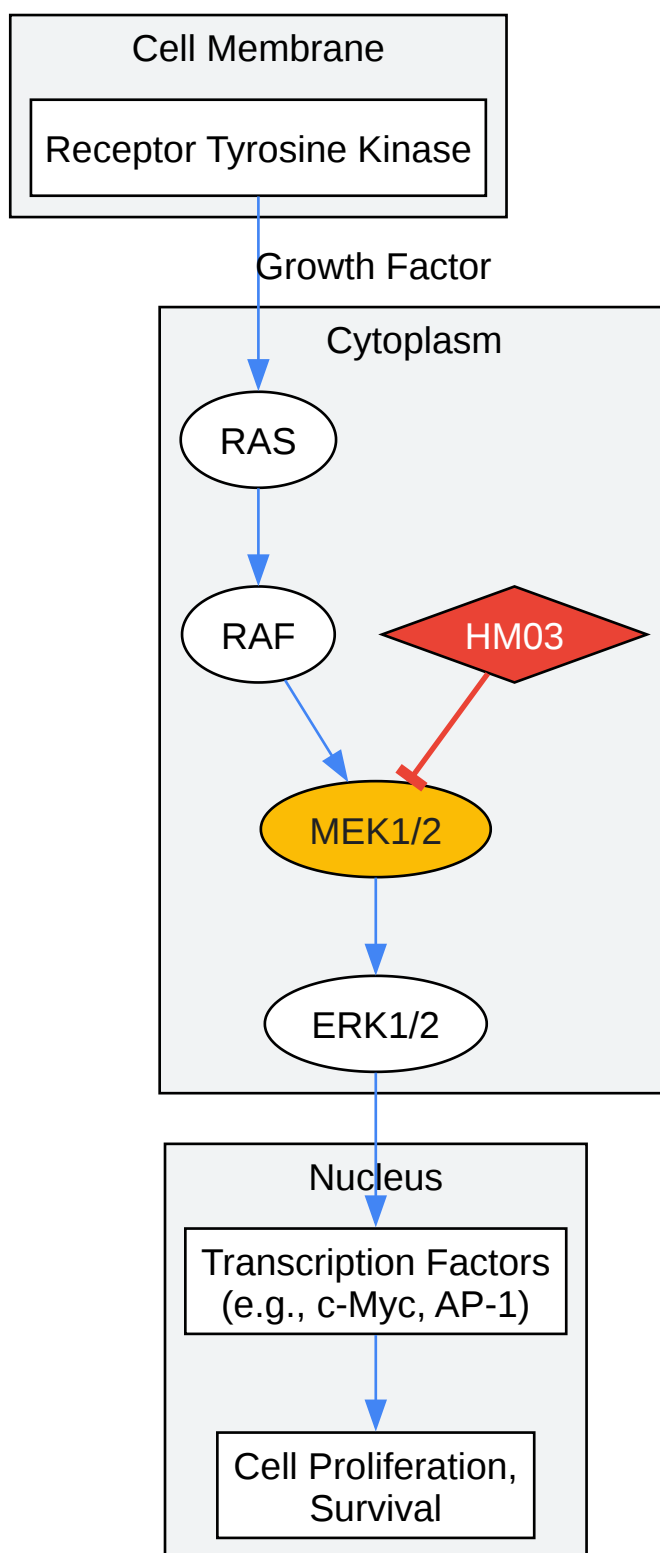 Cell Membrane
Receptor Tyrosine Kinase
Growth Factor
Cytoplasm
RAS
RAF
HM03
MEK1/2
ERK1/2
Nucleus
Transcription Factors
(e.g., c-Myc, AP-1)
Cell Proliferation,
Survival